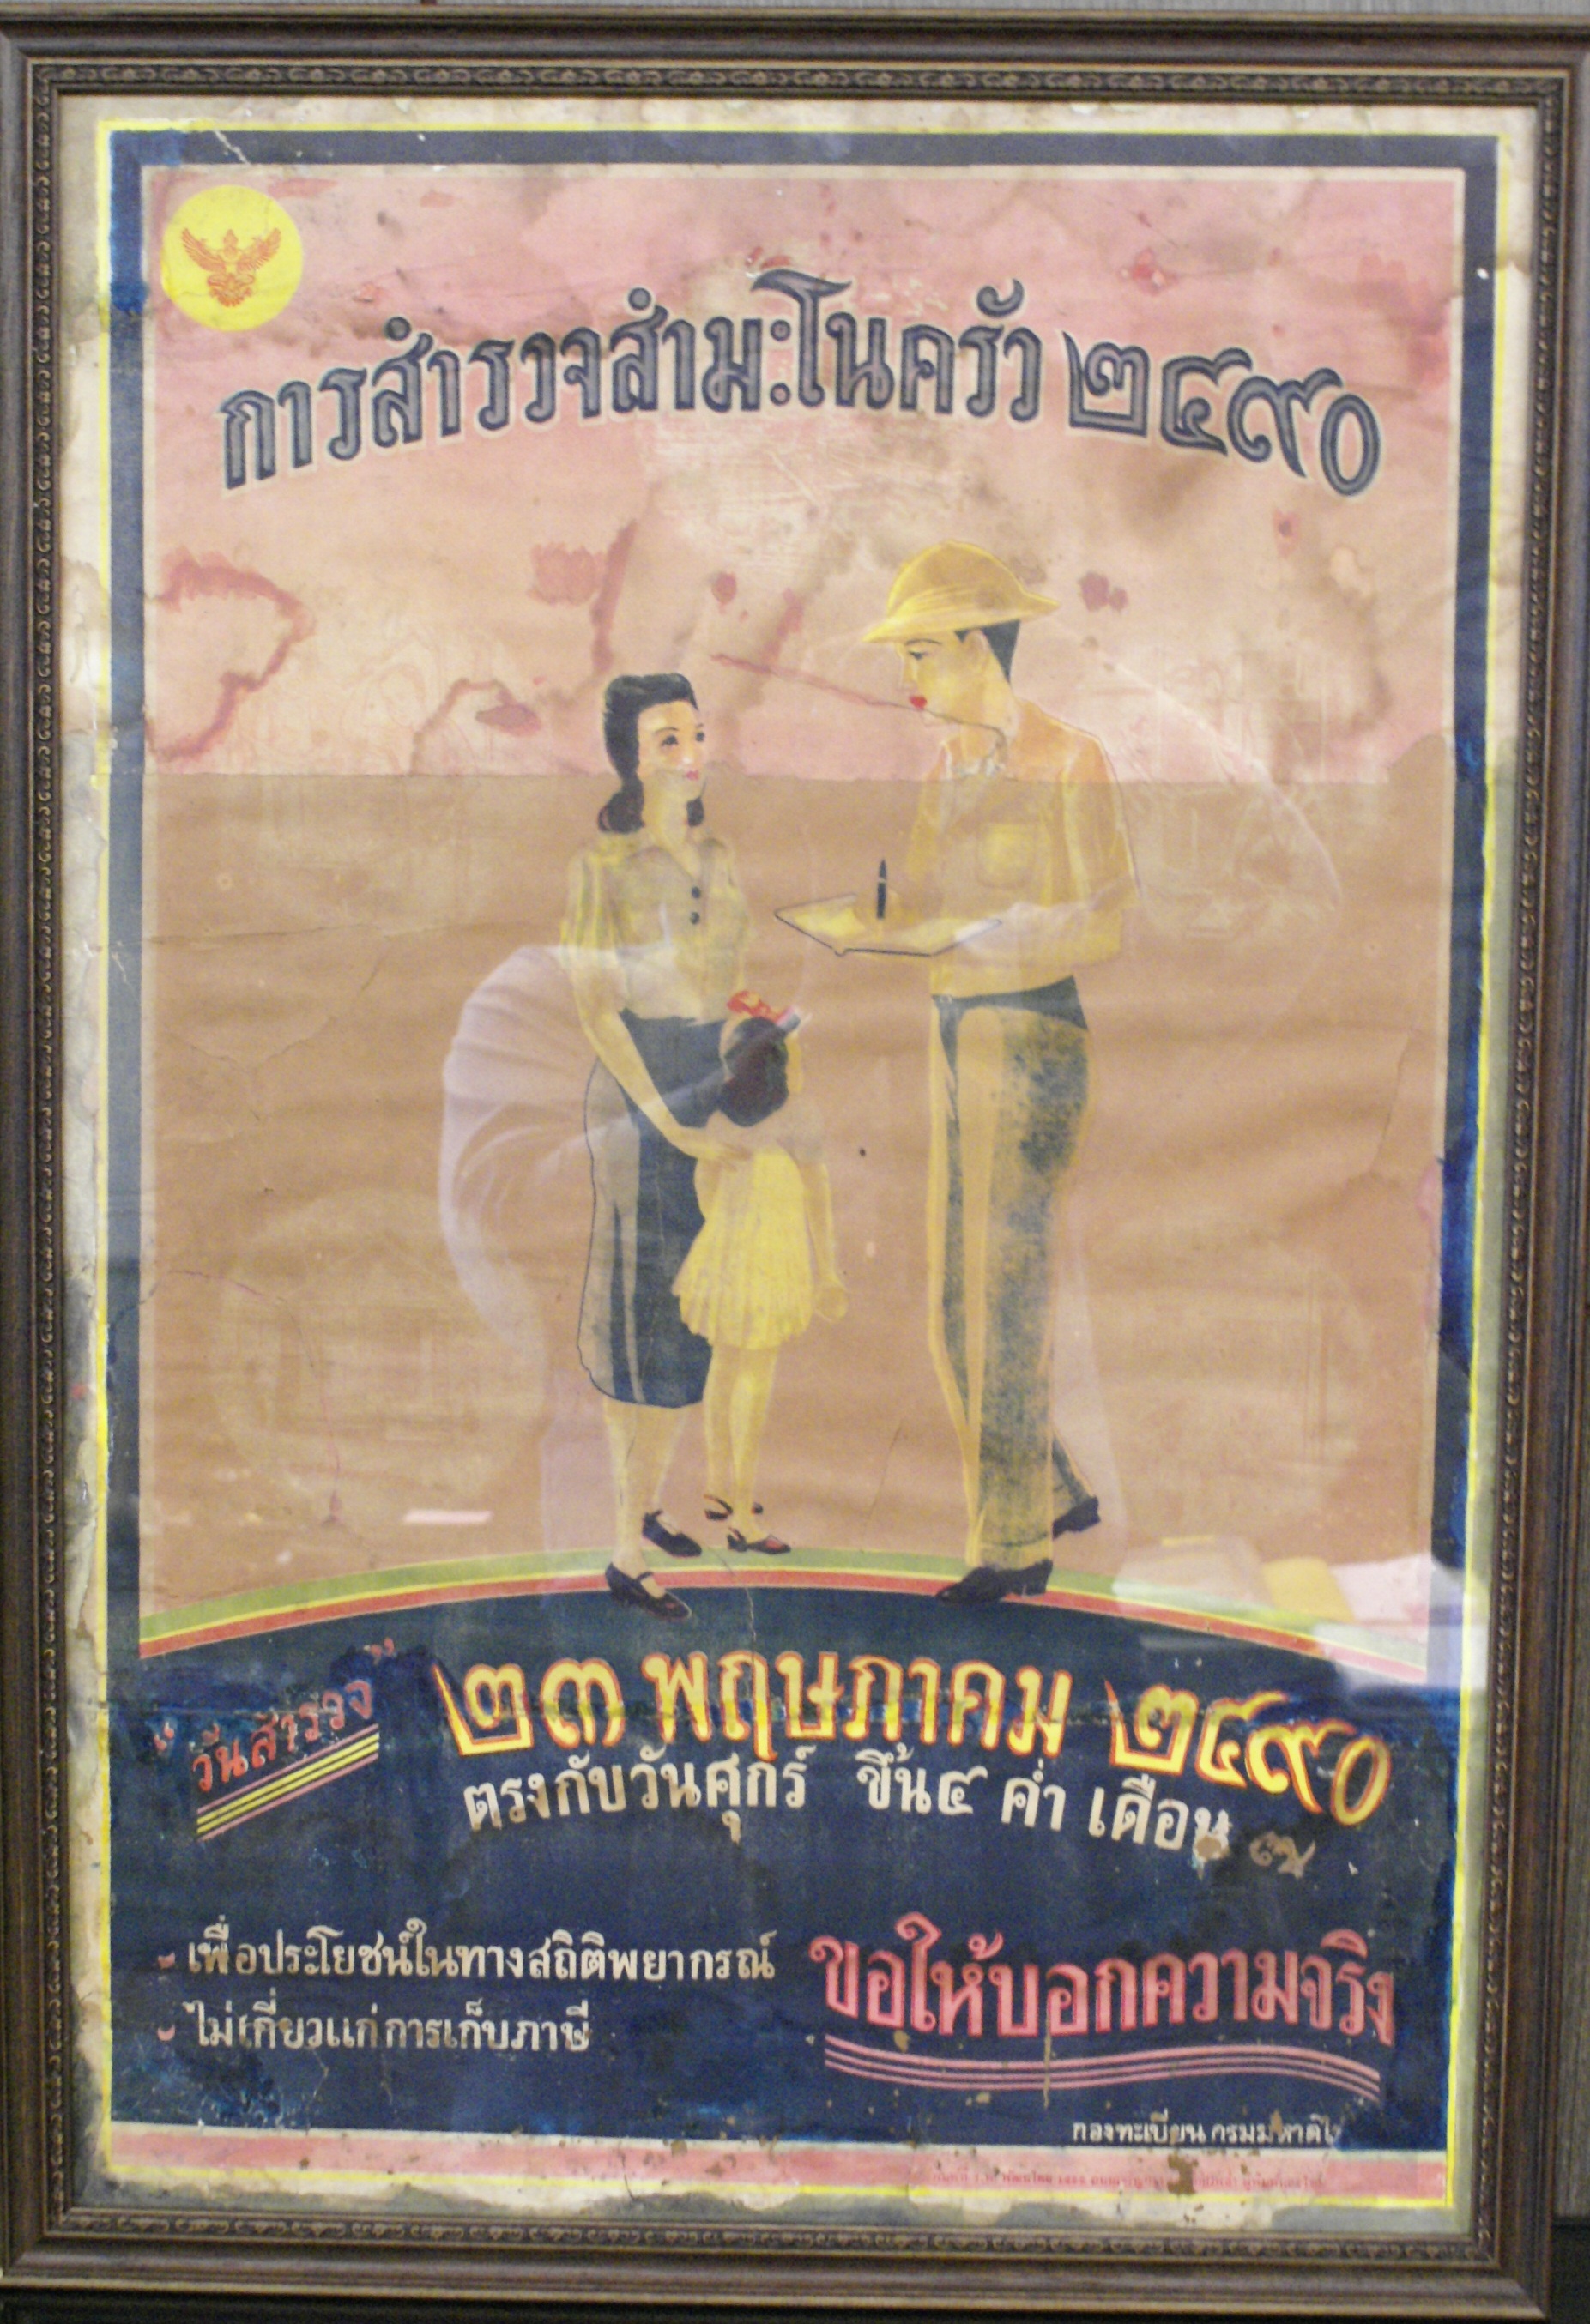 การสำรวจสำมะโนครัว ๒๔๙๐
วันสำรวจ
๒๓ พฤษภาคม ๒๔๙๐
ตรงกับวันศุกร์ ขึ้น ๔ ค่ำ เดือน ๗
- เพื่อประโยชน์ในทางสถิติพยากรณ์
- ไม่เกี่ยวแก่การเก็บภาษี
ขอให้บอกความจริง
กองทะเบียน กรมมหาดไ